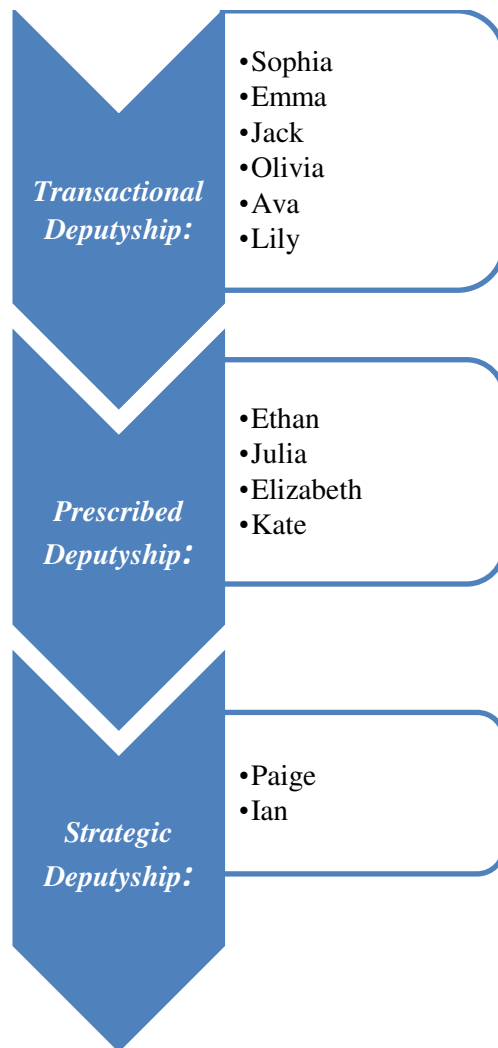 Transactional
Deputyship:
•Sophia
•Emma
•Jack
•Olivia
•Ava
•Lily
Prescribed
Deputyship:
•Ethan
•Julia
•Elizabeth
•Kate
Strategic
Deputyship:
•Paige
•Ian